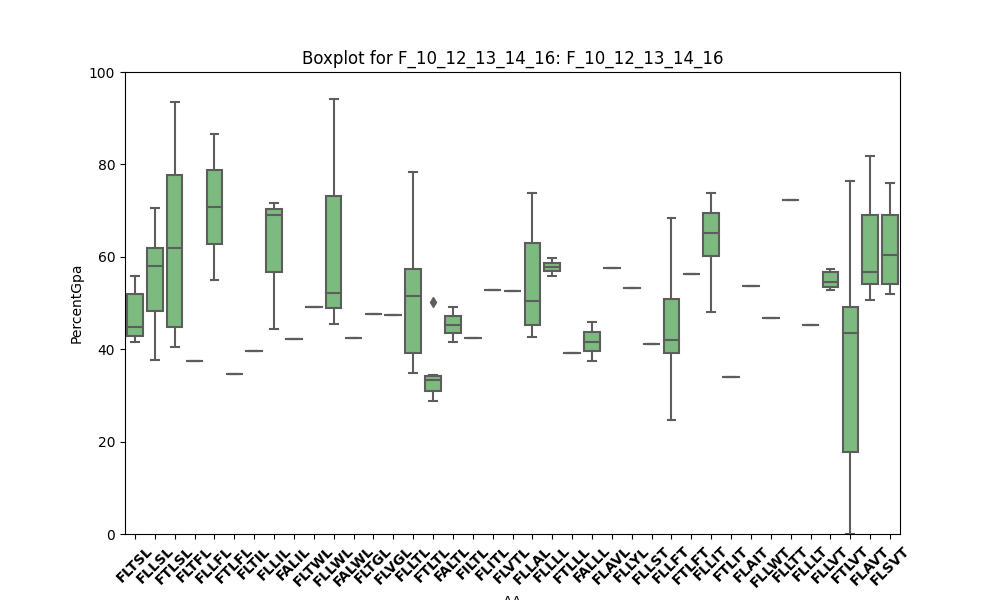 Boxplot for F_10_12_13_14_16: F_10_12_13_14_16
PercentGpa
100
80
60
40
20
0
FLTSL
FLLSL
FTLSL
FLTFL
FLLFL
FTLFL
FLTIL
FLLIL
FALIL
FLTWL
FLLWL
FALWL
FLTGL
FLVGL
FLLTL
FTLTL
FALTL
FILTL
FLITL
FLVTL
FLLAL
FLLLL
FTLLL
FALLL
FLAVL
FLLYL
FLLST
FLLFT
FTLFT
FLLIT
FTLIT
FLAIT
FLLWT
FLLTT
FLLLT
FLLVT
FTLVT
FLAVT
FLSVT